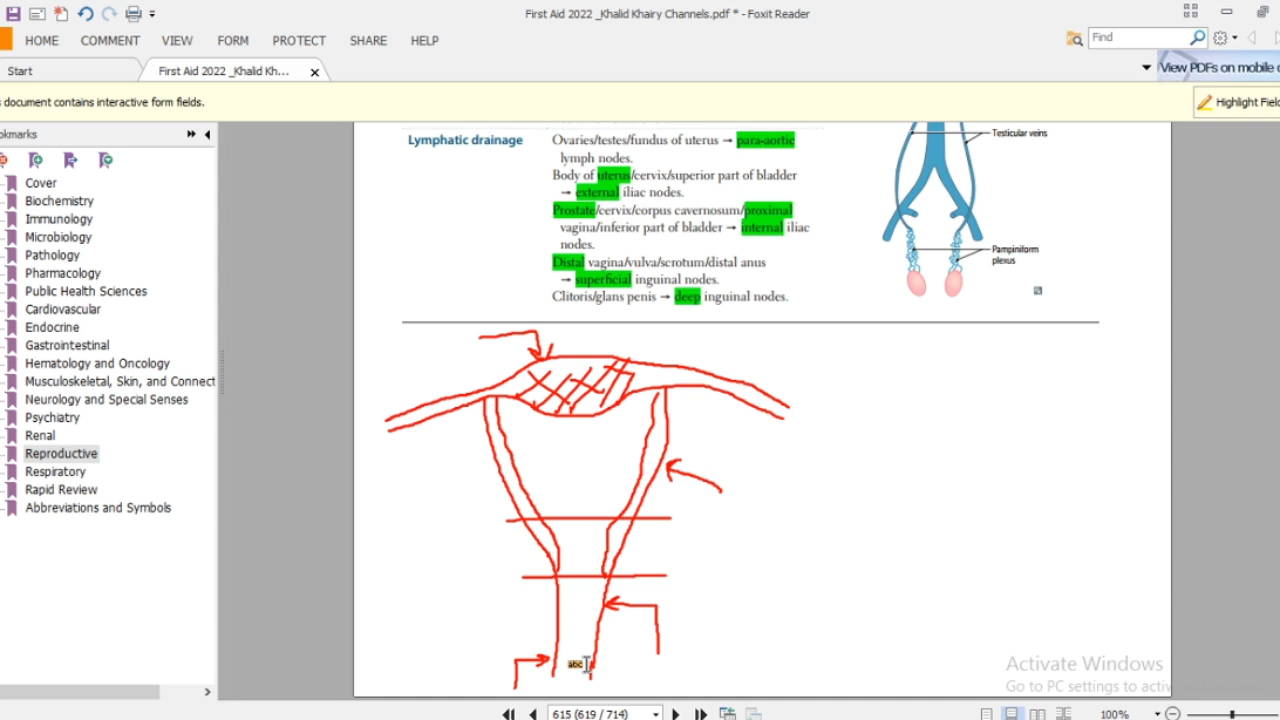 First Aid 2022 _Khalid Khairy Channels.pdf * - Foxit Reader
HOME COMMENT VIEW FORM PROTECT SHARE HELP
Find
Start
First Aid 2022 _Khalid Kh...
View PDFs on mobile
document contains interactive form fields.
Highlight Fiel
okmarks
Cover
Biochemistry
Immunology
Microbiology
Pathology
Pharmacology
Public Health Sciences
Cardiovascular
Endocrine
Gastrointestinal
Hematology and Oncology
Musculoskeletal, Skin, and Connect
Neurology and Special Senses
Psychiatry
Renal
Reproductive
Respiratory
Rapid Review
Abbreviations and Symbols
Lymphatic drainage
Ovaries/testes/fundus of uterus → para-aortic
lymph nodes.
Body of uterus/cervix/superior part of bladder
→ external iliac nodes.
Prostate/cervix/corpus cavernosum/proximal
vagina/inferior part of bladder → internal iliac
nodes.
Distal vagina/vulva/scrotum/distal anus
→ superficial inguinal nodes.
Clitoris/glans penis → deep inguinal nodes.
Testicular veins
Pampiniform
plexus
abc
Activate Windows
Go to PC settings to activ
615 (619 / 714)
100%